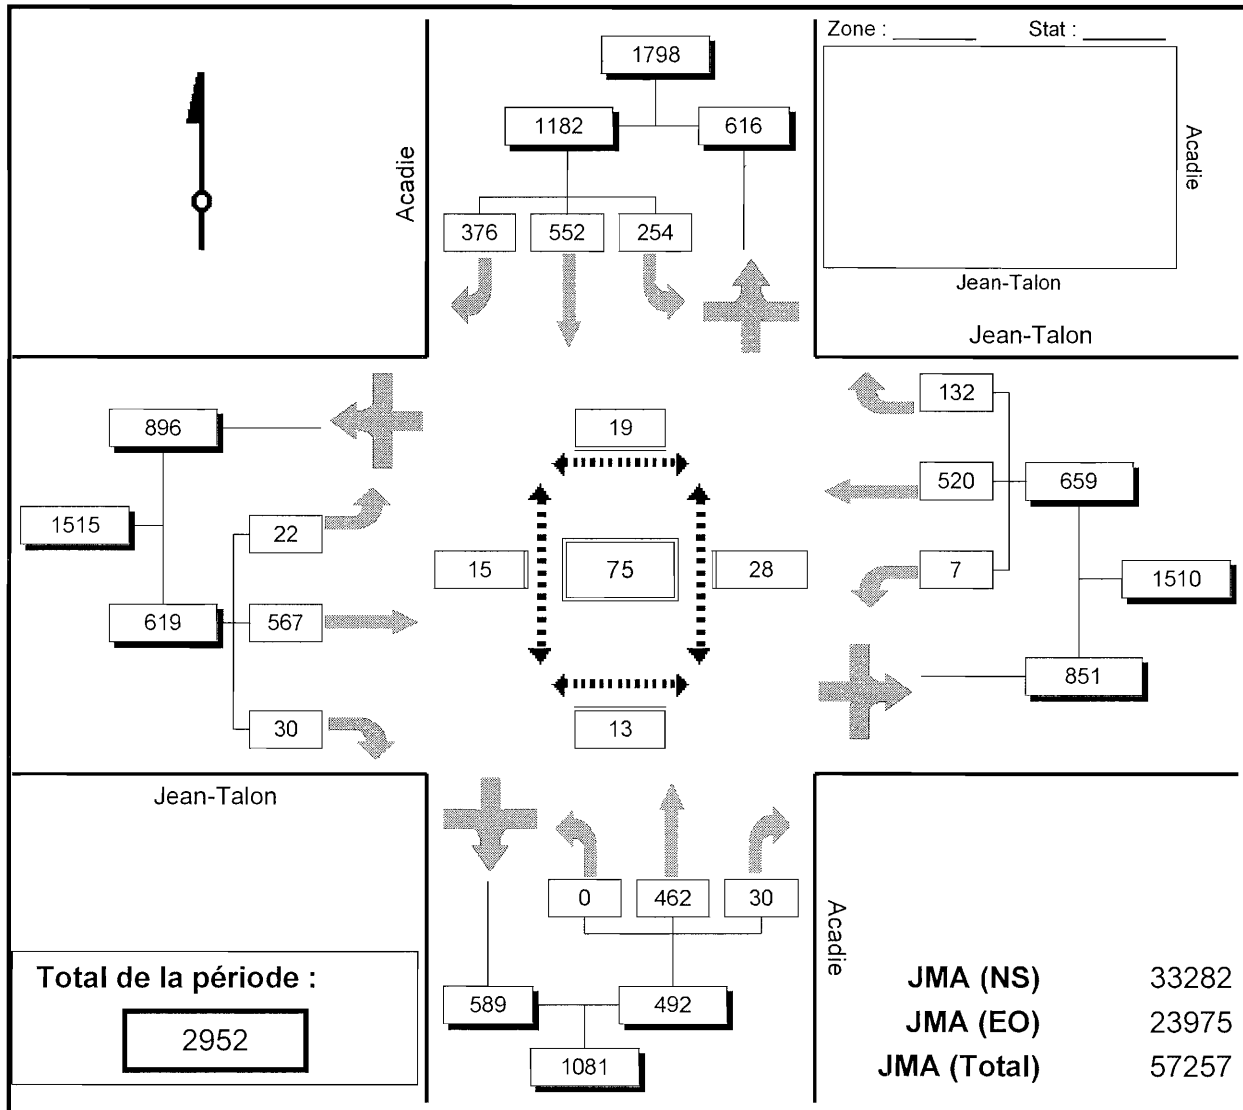 Zone : Stat :
1798
1182 616
Acadie
Acadie
376 552 254
Jean-Talon
Jean-Talon
132
896 19
520 659
1515 22
15 75 28
7 1510
619 567
851
30 13
Jean-Talon
0 462 30
Acadie
Total de la période :
JMA (NS) 33282
589 492
JMA (EO) 23975
2952
1081
JMA (Total) 57257